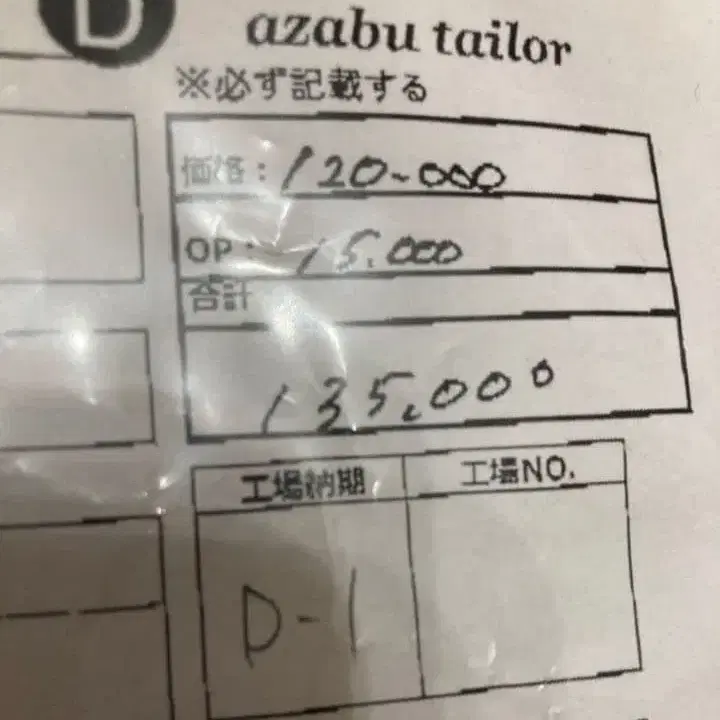 D
azabu tailor
※必ず記載する
価格：120-000
OP：15.000
合計
135,000
工場納期 工場NO.
D-1